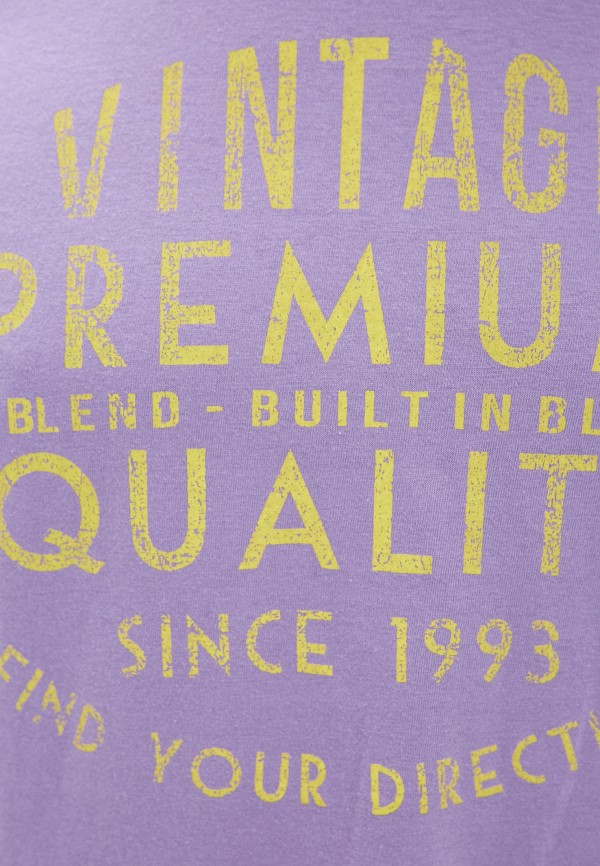 VINTAG
PREMIU
BLEND - BUILT IN BL
QUALIT
SINCE 1993
FIND YOUR DIRECT